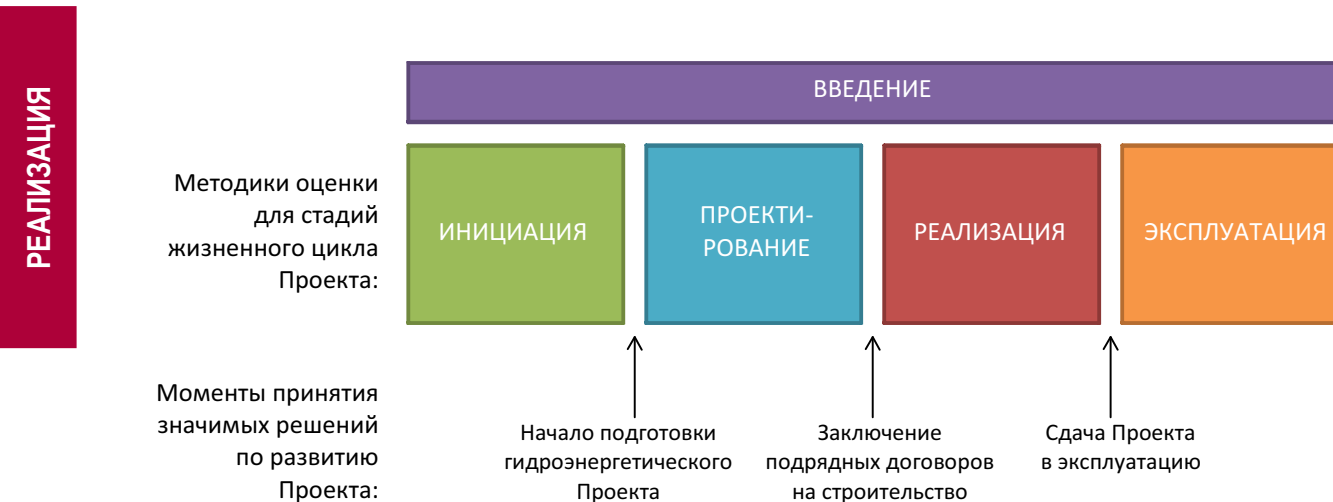 РЕАЛИЗАЦИЯ
ВВЕДЕНИЕ
Методики оценки
для стадий
жизненного цикла
Проекта:
ИНИЦИАЦИЯ
ПРОЕКТИ-
РОВАНИЕ
РЕАЛИЗАЦИЯ
ЭКСПЛУАТАЦИЯ
Моменты принятия
значимых решений
по развитию
Проекта:
Начало подготовки
гидроэнергетического
Проекта
Заключение
подрядных договоров
на строительство
Сдача Проекта
в эксплуатацию